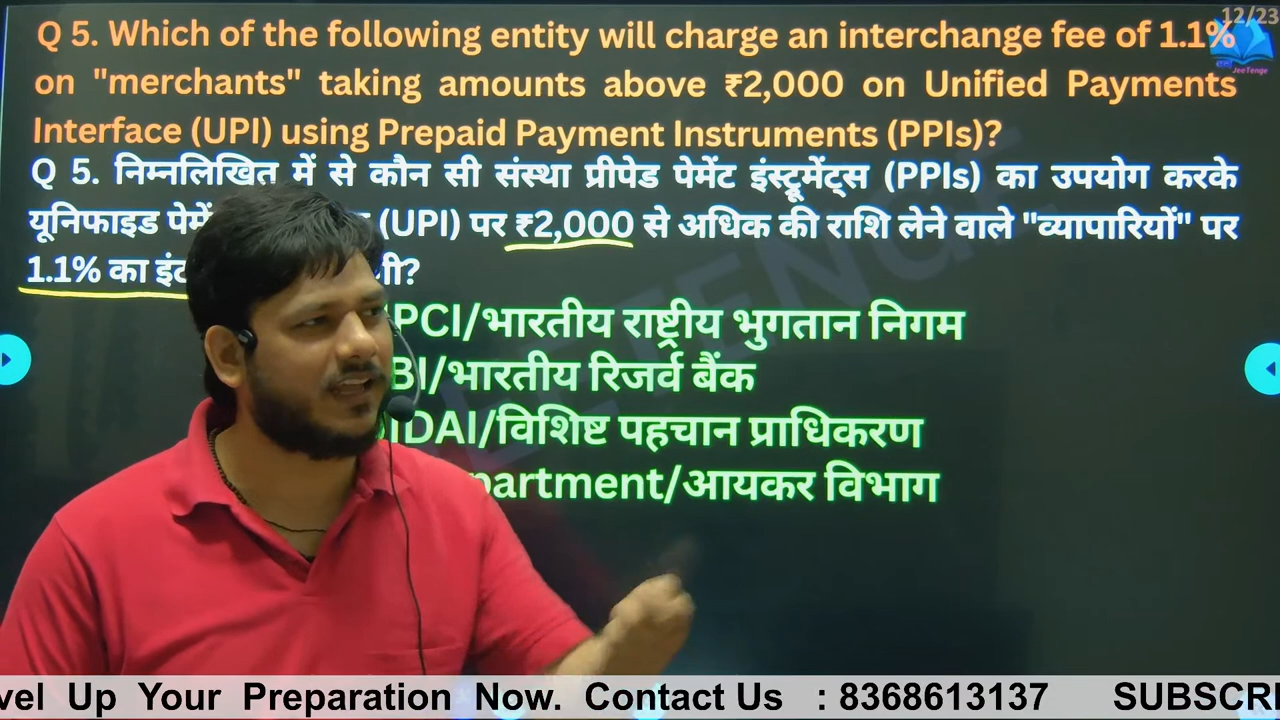 12/23
Q 5. Which of the following entity will charge an interchange fee of 1.1%
on "merchants" taking amounts above ₹2,000 on Unified Payments
Interface (UPI) using Prepaid Payment Instruments (PPIs)?
Q 5. निम्नलिखित में से कौन सी संस्था प्रीपेड पेमेंट इंस्ट्रूमेंट्स (PPIs) का उपयोग करके
यूनिफाइड (UPI) पर ₹2,000 से अधिक की राशि लेने वाले "व्यापारियों" पर
1.1% का
PCI/भारतीय राष्ट्रीय भुगतान निगम
BI/भारतीय रिजर्व बैंक
IDAI/विशिष्ट पहचान प्राधिकरण
partment/आयकर विभाग
JeeTenge
vel Up Your Preparation Now. Contact Us : 8368613137 SUBSCRI